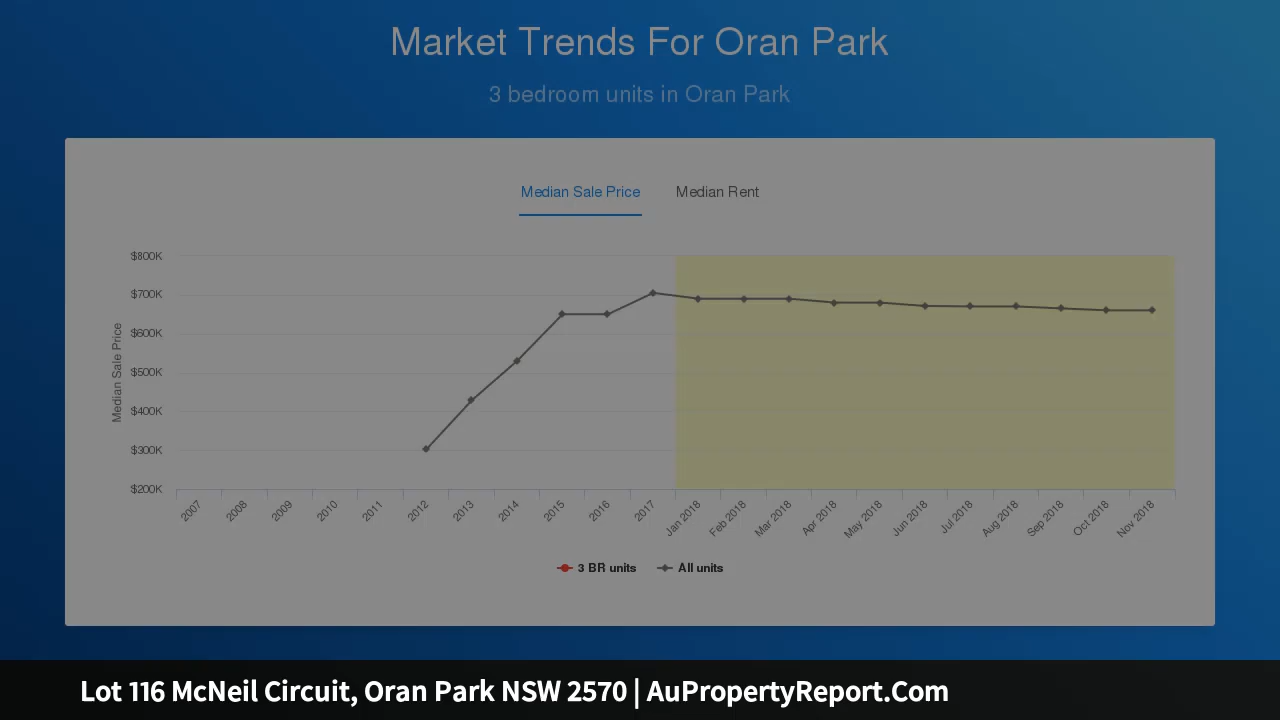 Market Trends For Oran Park
3 bedroom units in Oran Park
Median Sale Price Median Rent
$800K
$700K
$600K
$500K
$400K
$300K
$200K
Median Sale Price
2007 2008 2009 2010 2011 2012 2013 2014 2015 2016 2017 Jan 2018 Feb 2018 Mar 2018 Apr 2018 May 2018 Jun 2018 Jul 2018 Aug 2018 Sep 2018 Oct 2018 Nov 2018
3 BR units All units
Lot 116 McNeil Circuit, Oran Park NSW 2570 | AuPropertyReport.Com